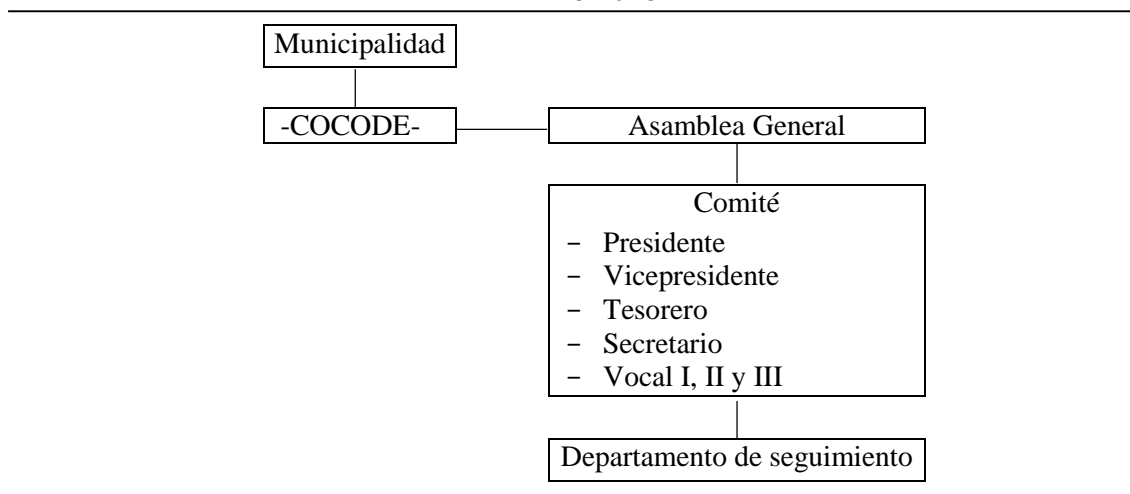 Municipalidad
-COCODE-
Asamblea General
Comité
- Presidente
- Vicepresidente
- Tesorero
- Secretario
- Vocal I, II y III
Departamento de seguimiento